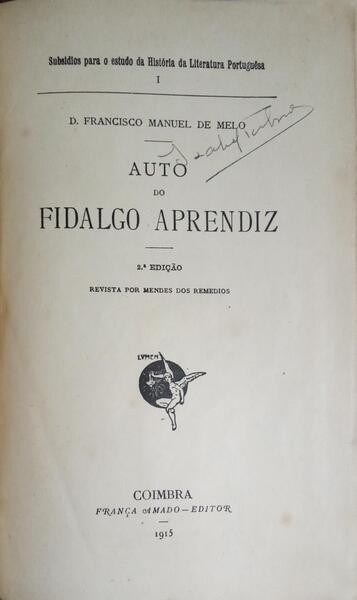 Subsidios para o estudo da História da Literatura Portuguêsa
I
D. FRANCISCO MANUEL DE MELO
AUTO
DO
FIDALGO APRENDIZ
2.ª EDIÇÃO
REVISTA POR MENDES DOS REMEDIOS
LVMEN
COIMBRA
FRANÇA AMADO—EDITOR
1915